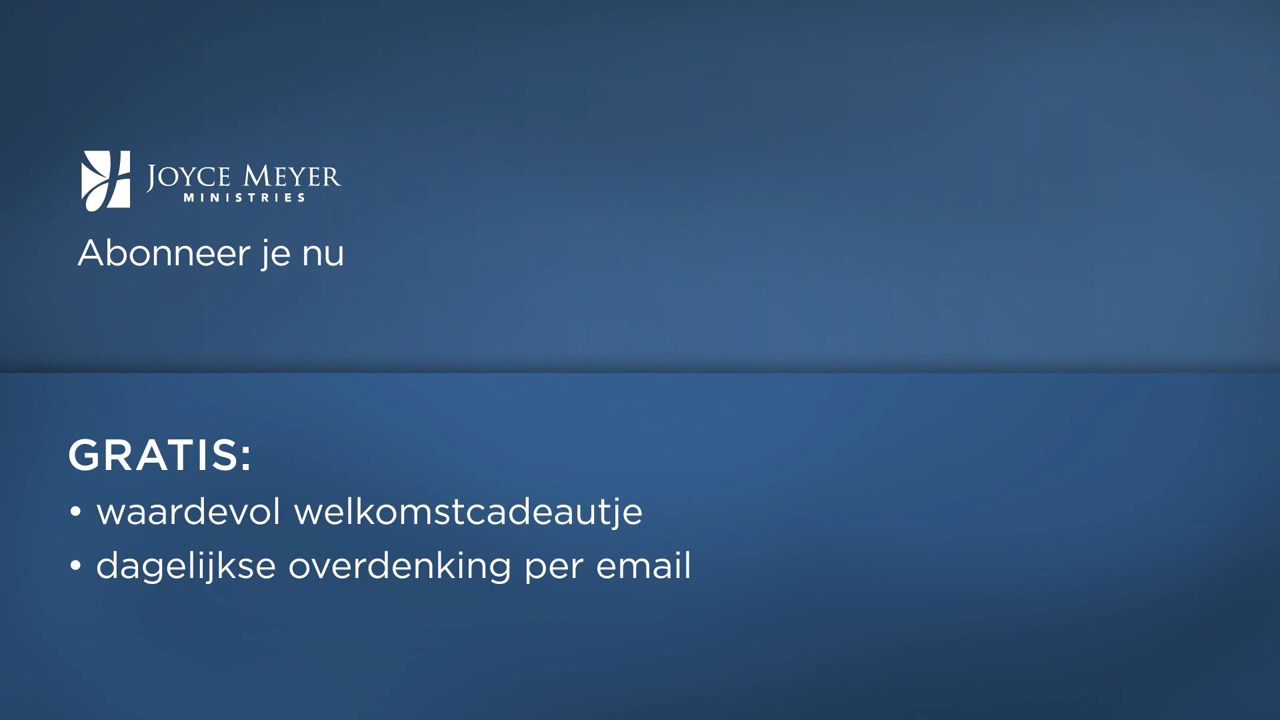 JOYCE MEYER
MINISTRIES
Abonneer je nu
GRATIS:
• waardevol welkomstcadeautje
• dagelijkse overdenking per email